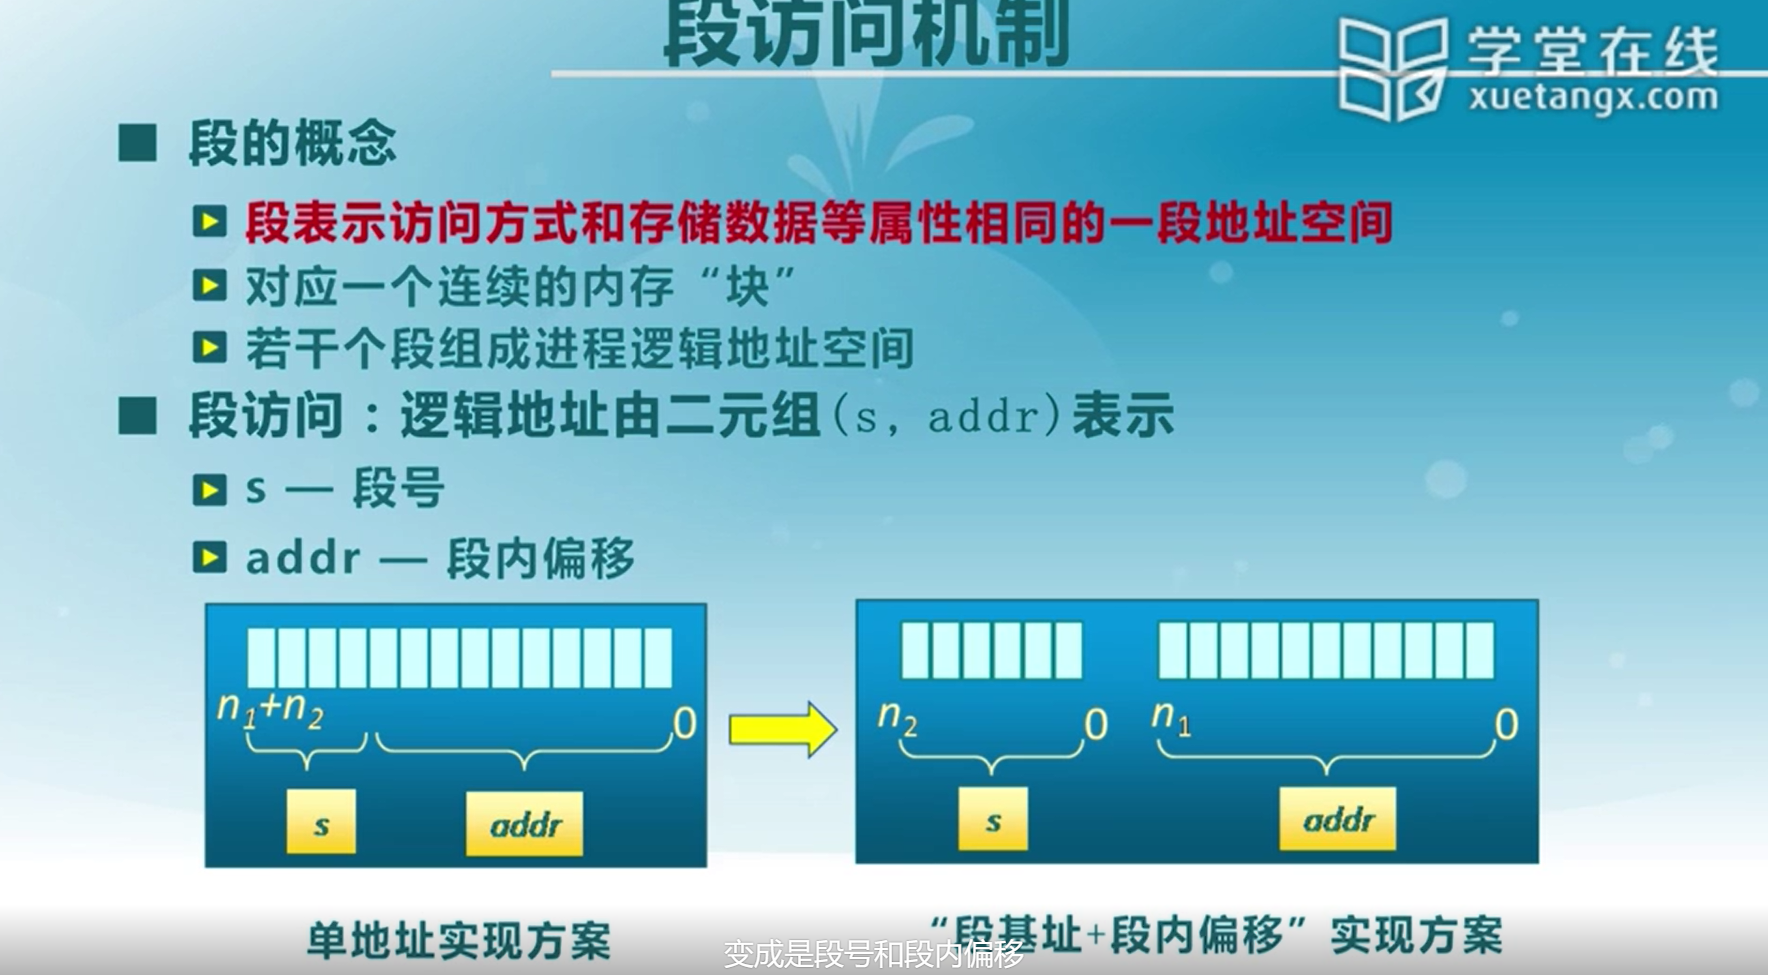 段访问机制
学堂在线
xuetangx.com
段的概念
段表示访问方式和存储数据等属性相同的一段地址空间
对应一个连续的内存“块”
若干个段组成进程逻辑地址空间
段访问：逻辑地址由二元组(s, addr)表示
s — 段号
addr — 段内偏移
n₁+n₂ 0
s addr
n₂ 0 n₁ 0
s addr
单地址实现方案
“段基址+段内偏移”实现方案
变成是段号和段内偏移